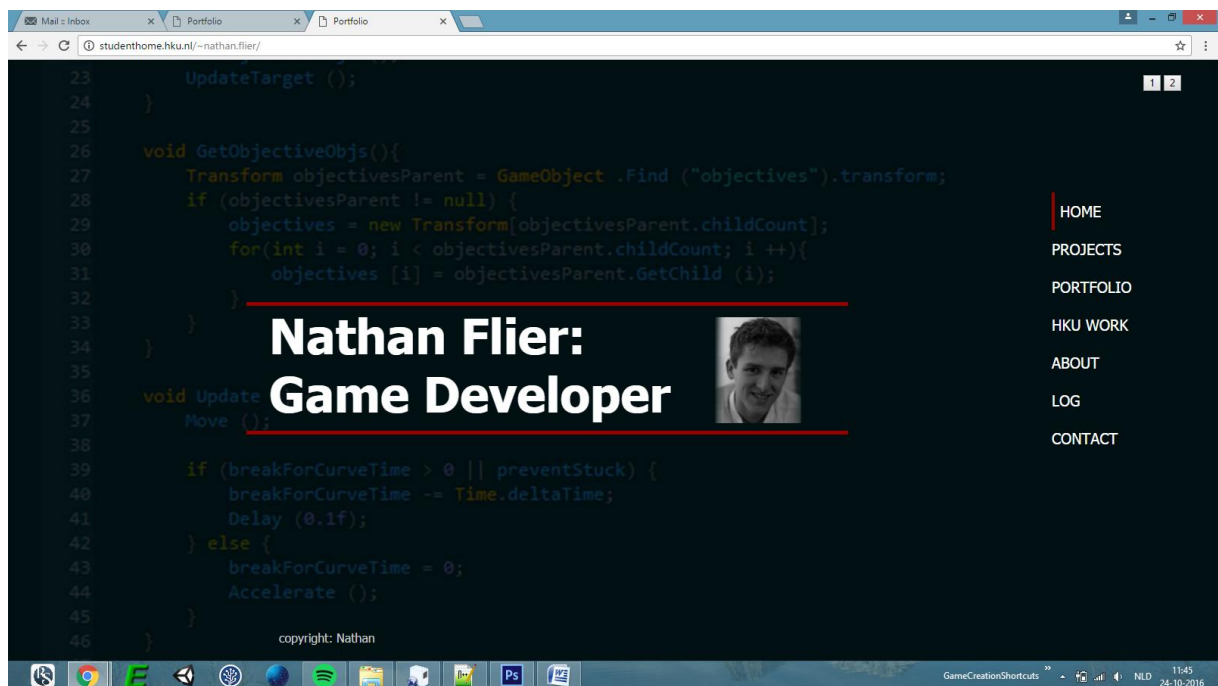 Mail :: Inbox
Portfolio
Portfolio
studenthome.hku.nl/~nathan.flier/
1 2
23 UpdateTarget ();
24 }
25
26 void GetObjectiveObjs(){
27 Transform objectivesParent = GameObject .Find ("objectives").transform;
28 if (objectivesParent != null) {
29 objectives = new Transform[objectivesParent.childCount];
30 for(int i = 0; i < objectivesParent.childCount; i ++){
31 objectives [i] = objectivesParent.GetChild (i);
32 }
33 }
34 }
35
36 void Update
37 Move ();
38
39 if (breakForCurveTime > 0 || preventStuck) {
40 breakForCurveTime -= Time.deltaTime;
41 Delay (0.1f);
42 } else {
43 breakForCurveTime = 0;
44 Accelerate ();
45 }
46 }
Nathan Flier:
Game Developer
HOME
PROJECTS
PORTFOLIO
HKU WORK
ABOUT
LOG
CONTACT
copyright: Nathan
Ps
GameCreationShortcuts
NLD
11:45
24-10-2016